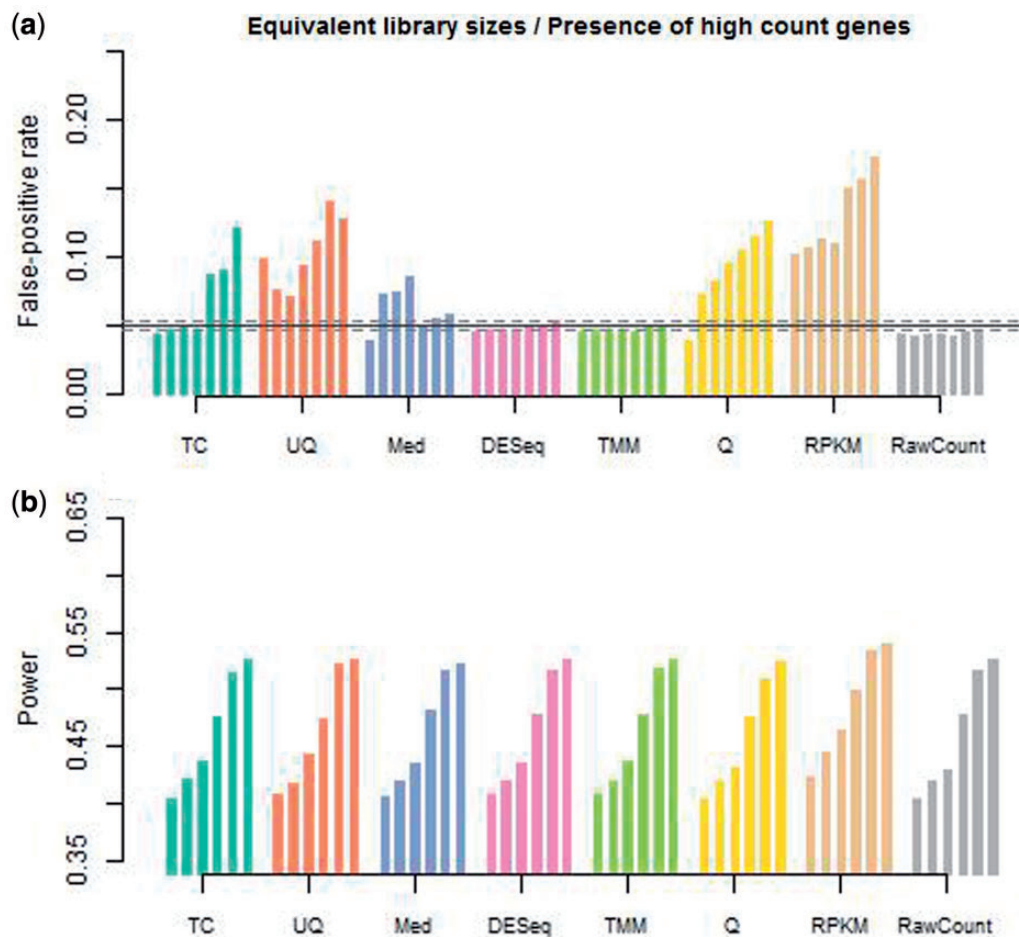 (a)
Equivalent library sizes / Presence of high count genes
False-positive rate
0.20
0.10
0.00
TC UQ Med DESeq TMM Q RPKM RawCount
(b)
Power
0.65
0.55
0.45
0.35
TC UQ Med DESeq TMM Q RPKM RawCount